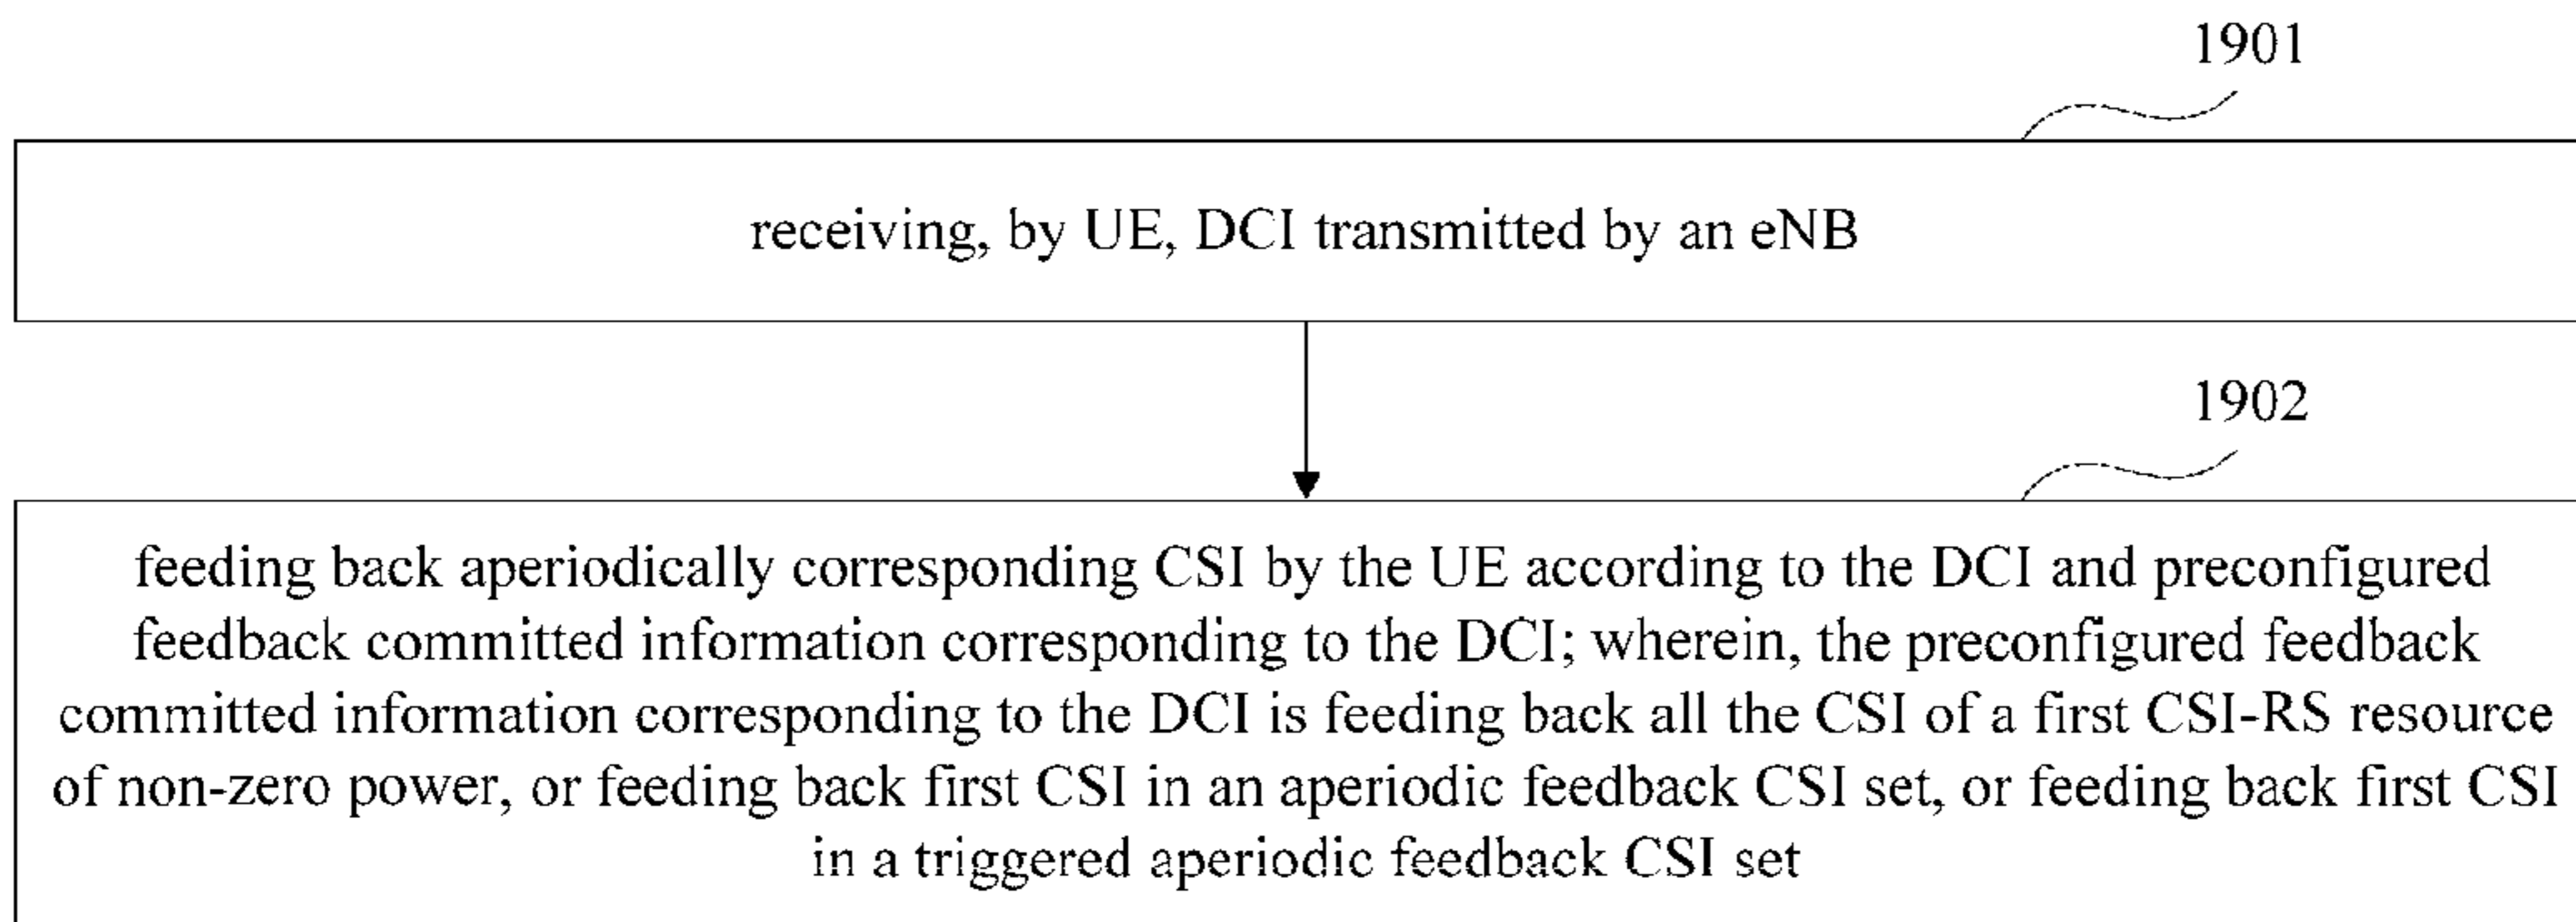 1901
receiving, by UE, DCI transmitted by an eNB
1902
feeding back aperiodically corresponding CSI by the UE according to the DCI and preconfigured
feedback committed information corresponding to the DCI; wherein, the preconfigured feedback
committed information corresponding to the DCI is feeding back all the CSI of a first CSI-RS resource
of non-zero power, or feeding back first CSI in an aperiodic feedback CSI set, or feeding back first CSI
in a triggered aperiodic feedback CSI set